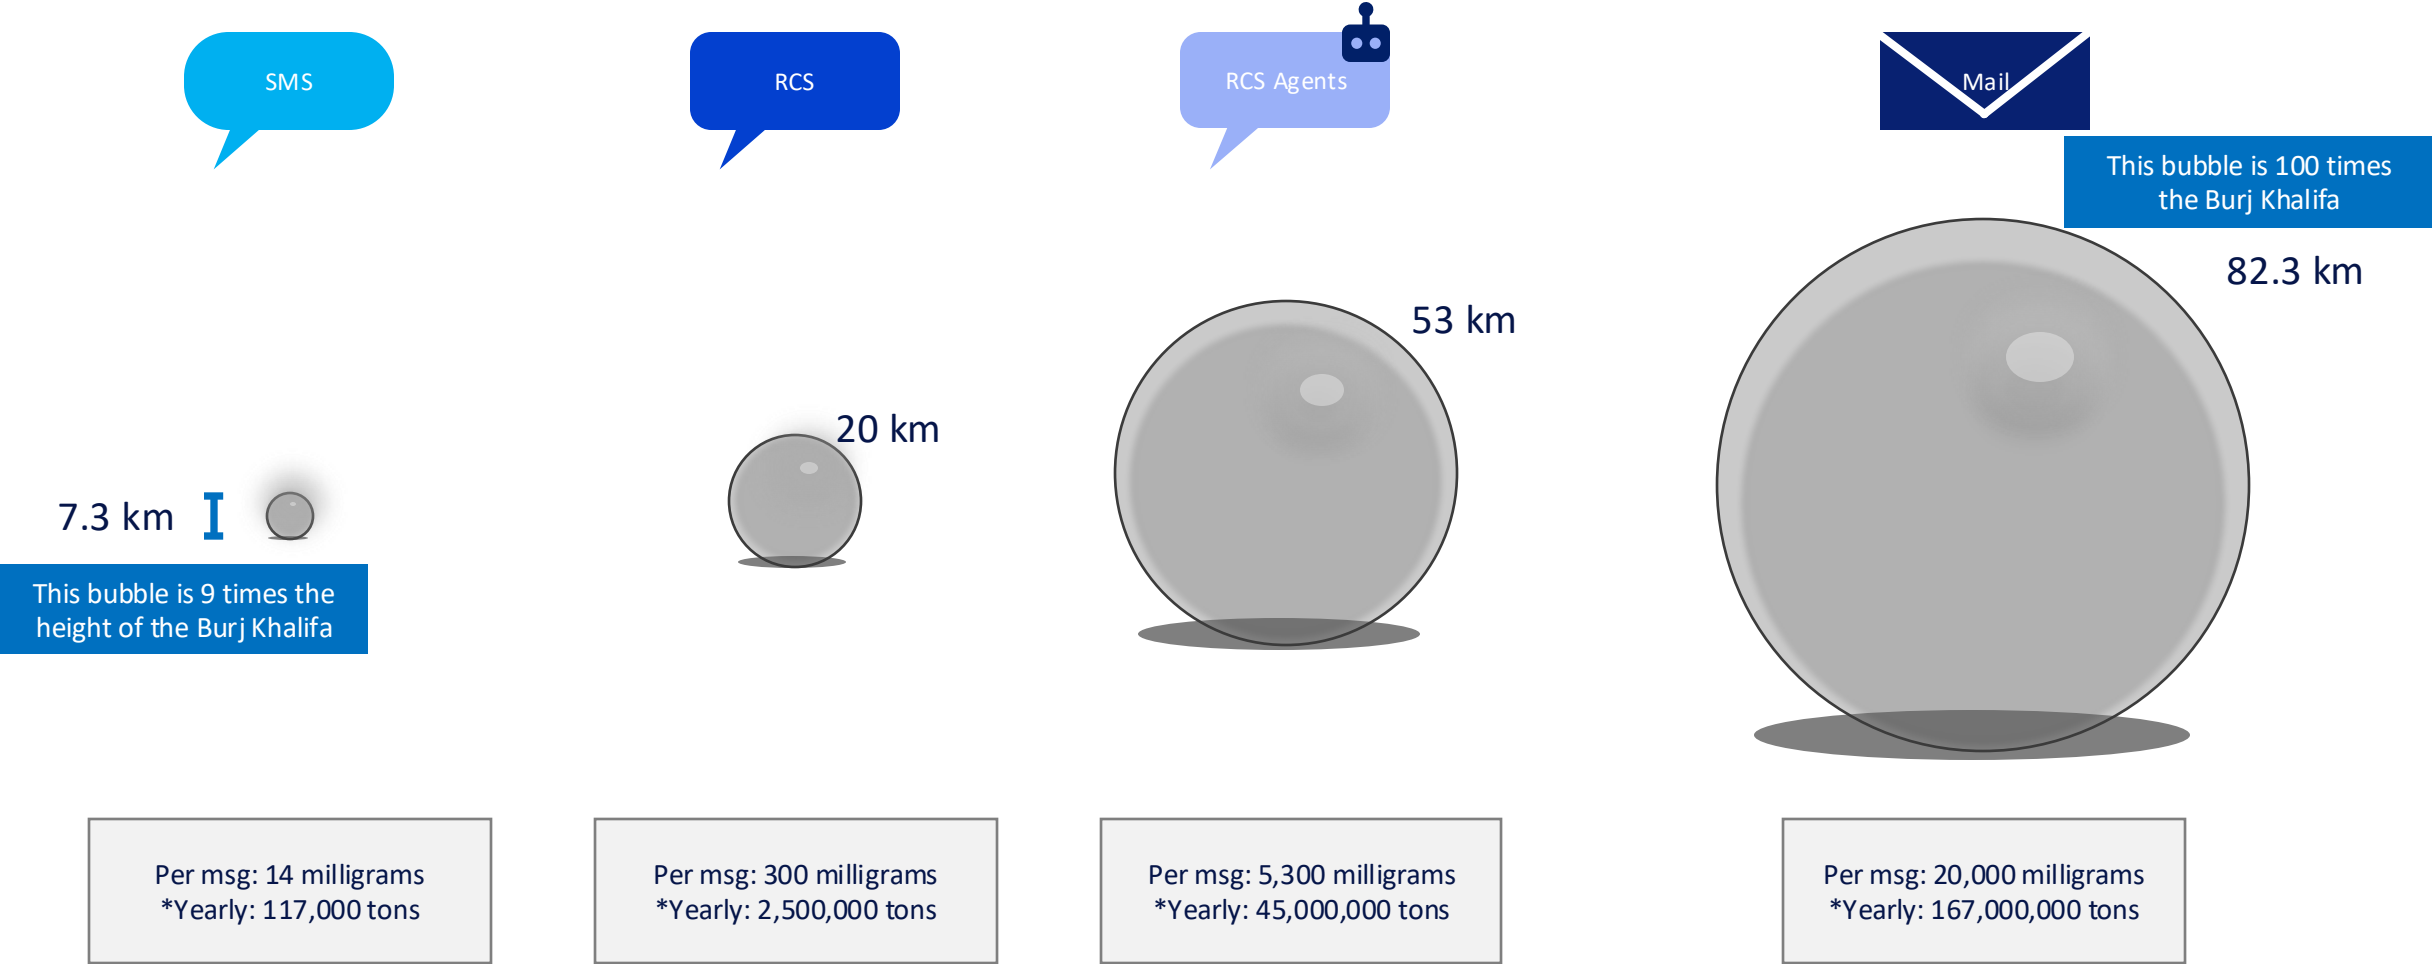 SMS
RCS
RCS Agents
Mail
This bubble is 100 times
the Burj Khalifa
82.3 km
53 km
20 km
7.3 km
This bubble is 9 times the
height of the Burj Khalifa
Per msg: 14 milligrams
*Yearly: 117,000 tons
Per msg: 300 milligrams
*Yearly: 2,500,000 tons
Per msg: 5,300 milligrams
*Yearly: 45,000,000 tons
Per msg: 20,000 milligrams
*Yearly: 167,000,000 tons